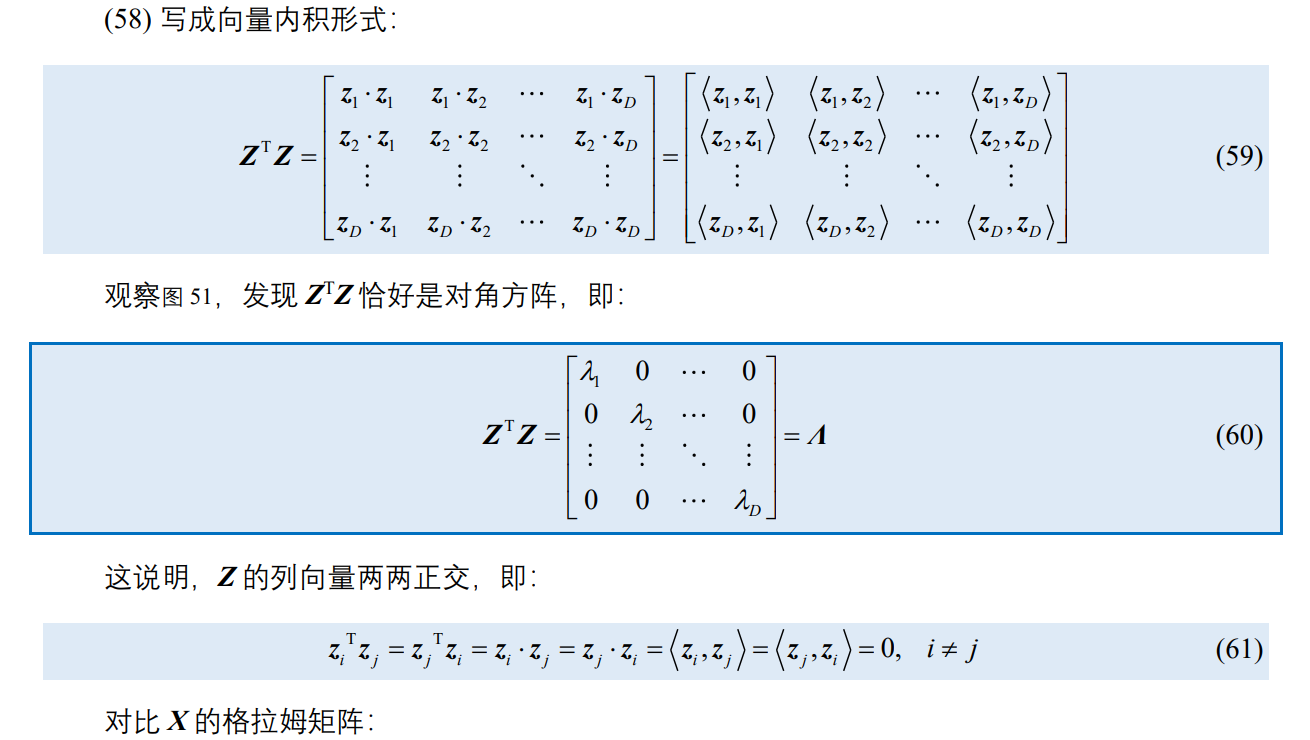 (58) 写成向量内积形式：
$$\boldsymbol{Z}^{\mathrm{T}}\boldsymbol{Z}=\begin{bmatrix} z_1\cdot z_1 & z_1\cdot z_2 & \cdots & z_1\cdot z_D \\ z_2\cdot z_1 & z_2\cdot z_2 & \cdots & z_2\cdot z_D \\ \vdots & \vdots & \ddots & \vdots \\ z_D\cdot z_1 & z_D\cdot z_2 & \cdots & z_D\cdot z_D \end{bmatrix}=\begin{bmatrix} \langle z_1,z_1\rangle & \langle z_1,z_2\rangle & \cdots & \langle z_1,z_D\rangle \\ \langle z_2,z_1\rangle & \langle z_2,z_2\rangle & \cdots & \langle z_2,z_D\rangle \\ \vdots & \vdots & \ddots & \vdots \\ \langle z_D,z_1\rangle & \langle z_D,z_2\rangle & \cdots & \langle z_D,z_D\rangle \end{bmatrix}$$ (59)
观察图 51，发现 Z^T Z 恰好是对角方阵，即：
$$\boldsymbol{Z}^{\mathrm{T}}\boldsymbol{Z}=\begin{bmatrix} \lambda_1 & 0 & \cdots & 0 \\ 0 & \lambda_2 & \cdots & 0 \\ \vdots & \vdots & \ddots & \vdots \\ 0 & 0 & \cdots & \lambda_D \end{bmatrix}=\boldsymbol{\Lambda}$$ (60)
这说明，Z 的列向量两两正交，即：
$$z_i^{\mathrm{T}}z_j=z_j^{\mathrm{T}}z_i=z_i\cdot z_j=z_j\cdot z_i=\langle z_i,z_j\rangle=\langle z_j,z_i\rangle=0,\quad i\neq j$$ (61)
对比 X 的格拉姆矩阵：